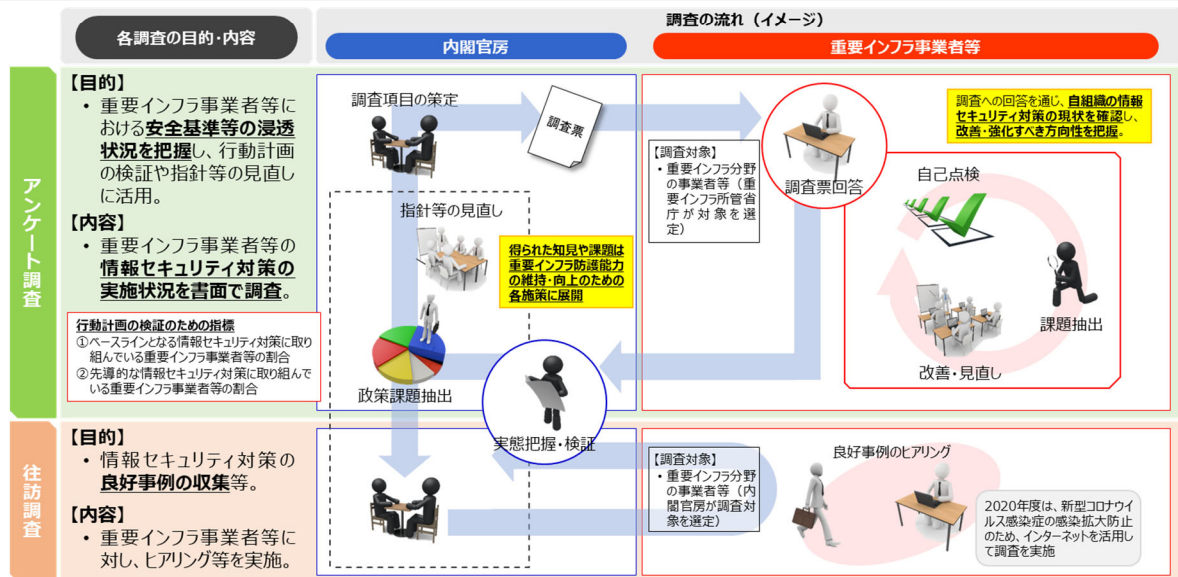 各調査の目的・内容
調査の流れ（イメージ）
内閣官房
重要インフラ事業者等
アンケート調査
【目的】
・重要インフラ事業者等に
おける安全基準等の浸透
状況を把握し、行動計画
の検証や指針等の見直し
に活用。
【内容】
・重要インフラ事業者等の
情報セキュリティ対策の
実施状況を書面で調査。
行動計画の検証のための指標
①ベースラインとなる情報セキュリティ対策に取り
組んでいる重要インフラ事業者等の割合
②先導的な情報セキュリティ対策に取り組んで
いる重要インフラ事業者等の割合
調査項目の策定
調査票
指針等の見直し
得られた知見や課題は
重要インフラ防護能力
の維持・向上のための
各施策に展開
政策課題抽出
実態把握・検証
【調査対象】
・重要インフラ分野
の事業者等（重
要インフラ所管省
庁が対象を選
定）
調査票回答
調査への回答を通じ、自組織の情報
セキュリティ対策の現状を確認し、
改善・強化すべき方向性を把握。
自己点検
課題抽出
改善・見直し
往訪調査
【目的】
・情報セキュリティ対策の
良好事例の収集等。
【内容】
・重要インフラ事業者等に
対し、ヒアリング等を実施。
【調査対象】
・重要インフラ分野
の事業者等（内
閣官房が調査対
象を選定）
良好事例のヒアリング
2020年度は、新型コロナウイ
ルス感染症の感染拡大防止
のため、インターネットを活用し
て調査を実施